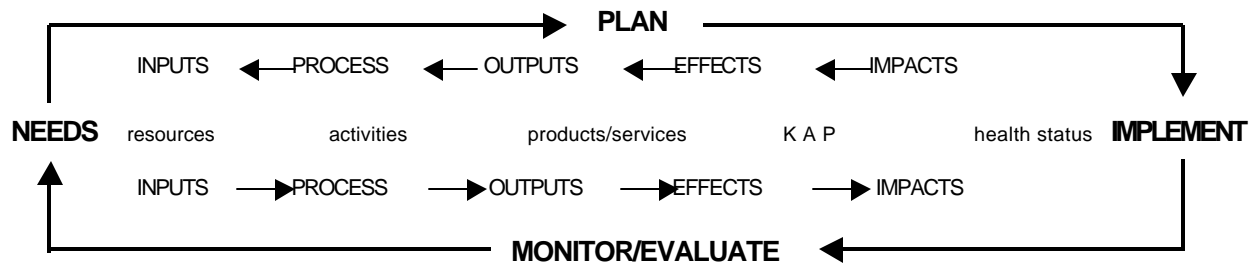 PLAN
INPUTS PROCESS OUTPUTS EFFECTS IMPACTS
NEEDS resources activities products/services K A P health status IMPLEMENT
INPUTS PROCESS OUTPUTS EFFECTS IMPACTS
MONITOR/EVALUATE